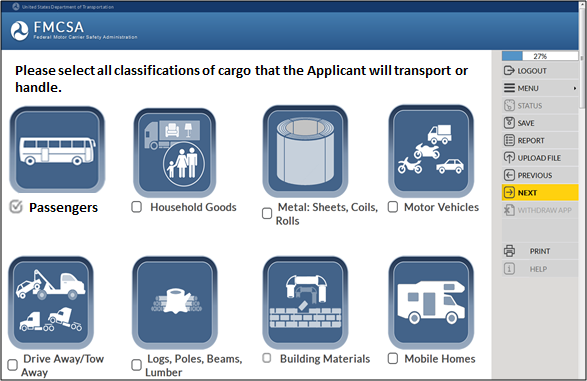 United States Department of Transportation
FMCSA
Federal Motor Carrier Safety Administration
Please select all classifications of cargo that the Applicant will transport or
handle.
Passengers
Household Goods
Metal: Sheets, Coils,
Rolls
Motor Vehicles
Drive Away/Tow
Away
Logs, Poles, Beams,
Lumber
Building Materials
Mobile Homes
27%
LOGOUT
MENU
STATUS
SAVE
REPORT
UPLOAD FILE
PREVIOUS
NEXT
WITHDRAW APP
PRINT
HELP